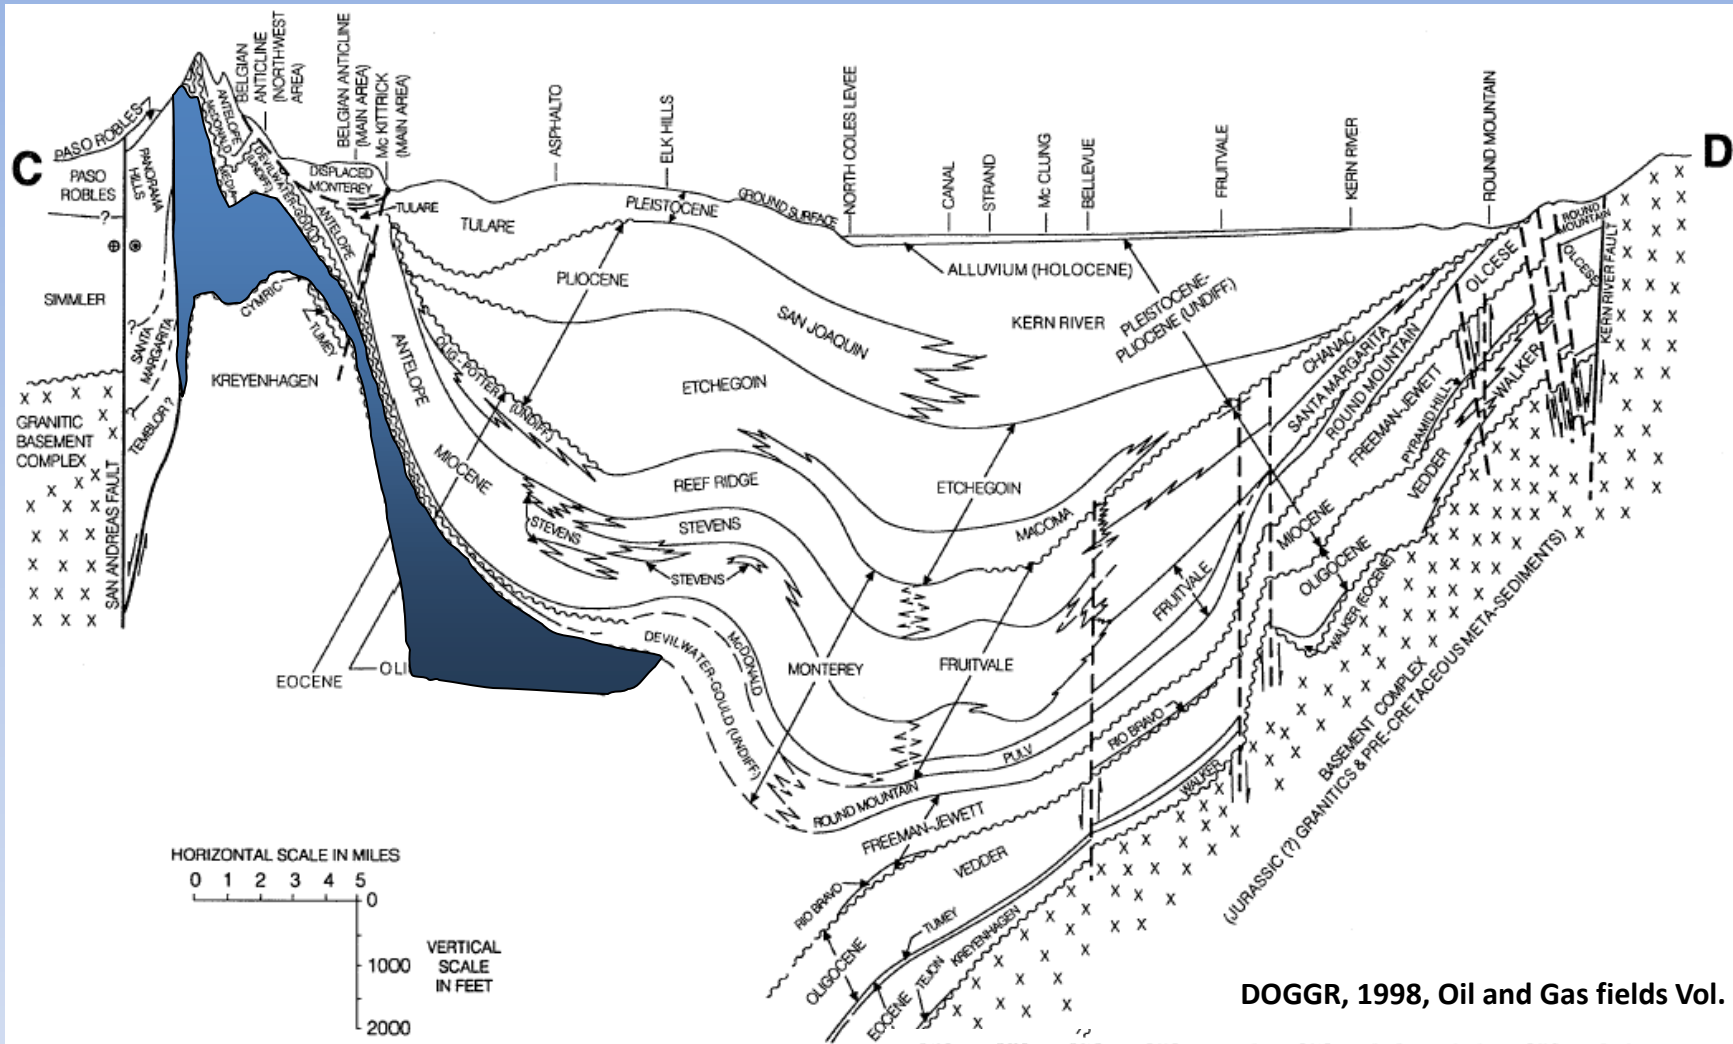 C
D
PASO ROBLES
PASO
ROBLES
PANORAMA
HILLS
?
SIMMLER
?
SANTA
MARGARITA
?
TEMBLOR ?
GRANITIC
BASEMENT
COMPLEX
SAN ANDREAS FAULT
ANTELOPE
McDONALD
MEDIA
BELGIAN
ANTICLINE
(NORTHWEST
AREA)
DEVILWATER-GOULD
(UNDIFF.)
BELGIAN ANTICLINE
(MAIN AREA)
Mc KITTRICK
(MAIN AREA)
DISPLACED
MONTEREY
TULARE
ANTELOPE
CYMRIC
TUMEY
KREYENHAGEN
ANTELOPE
ASPHALTO
ELK HILLS
NORTH COLES LEVEE
CANAL
STRAND
Mc CLUNG
BELLEVUE
FRUITVALE
KERN RIVER
ROUND MOUNTAIN
TULARE
PLEISTOCENE
GROUND SURFACE
ALLUVIUM (HOLOCENE)
PLIOCENE
SAN JOAQUIN
KERN RIVER
PLEISTOCENE-
PLIOCENE (UNDIFF.)
ETCHEGOIN
OLIG - POTTER
(UNDIFF.)
MIOCENE
REEF RIDGE
STEVENS
STEVENS
STEVENS
ETCHEGOIN
MACOMA
CHANAC
SANTA MARGARITA
ROUND MOUNTAIN
OLCESE
ROUND
MOUNTAIN
OLCESE
KERN RIVER FAULT
FREEMAN-JEWETT
PYRAMID HILL
WALKER
VEDDER
MIOCENE
OLIGOCENE
WALKER (EOCENE)
FRUITVALE
FRUITVALE
MONTEREY
McDONALD
DEVILWATER-GOULD (UNDIFF.)
EOCENE
OLI
PULV
ROUND MOUNTAIN
RIO BRAVO
FREEMAN-JEWETT
WALKER
VEDDER
RIO BRAVO
TUMEY
OLIGOCENE
KREYENHAGEN
TEJON
EOCENE
BASEMENT COMPLEX
(JURASSIC (?) GRANITICS & PRE-CRETACEOUS META-SEDIMENTS)
HORIZONTAL SCALE IN MILES
0 1 2 3 4 5
0
1000
2000
VERTICAL
SCALE
IN FEET
DOGGR, 1998, Oil and Gas fields Vol.